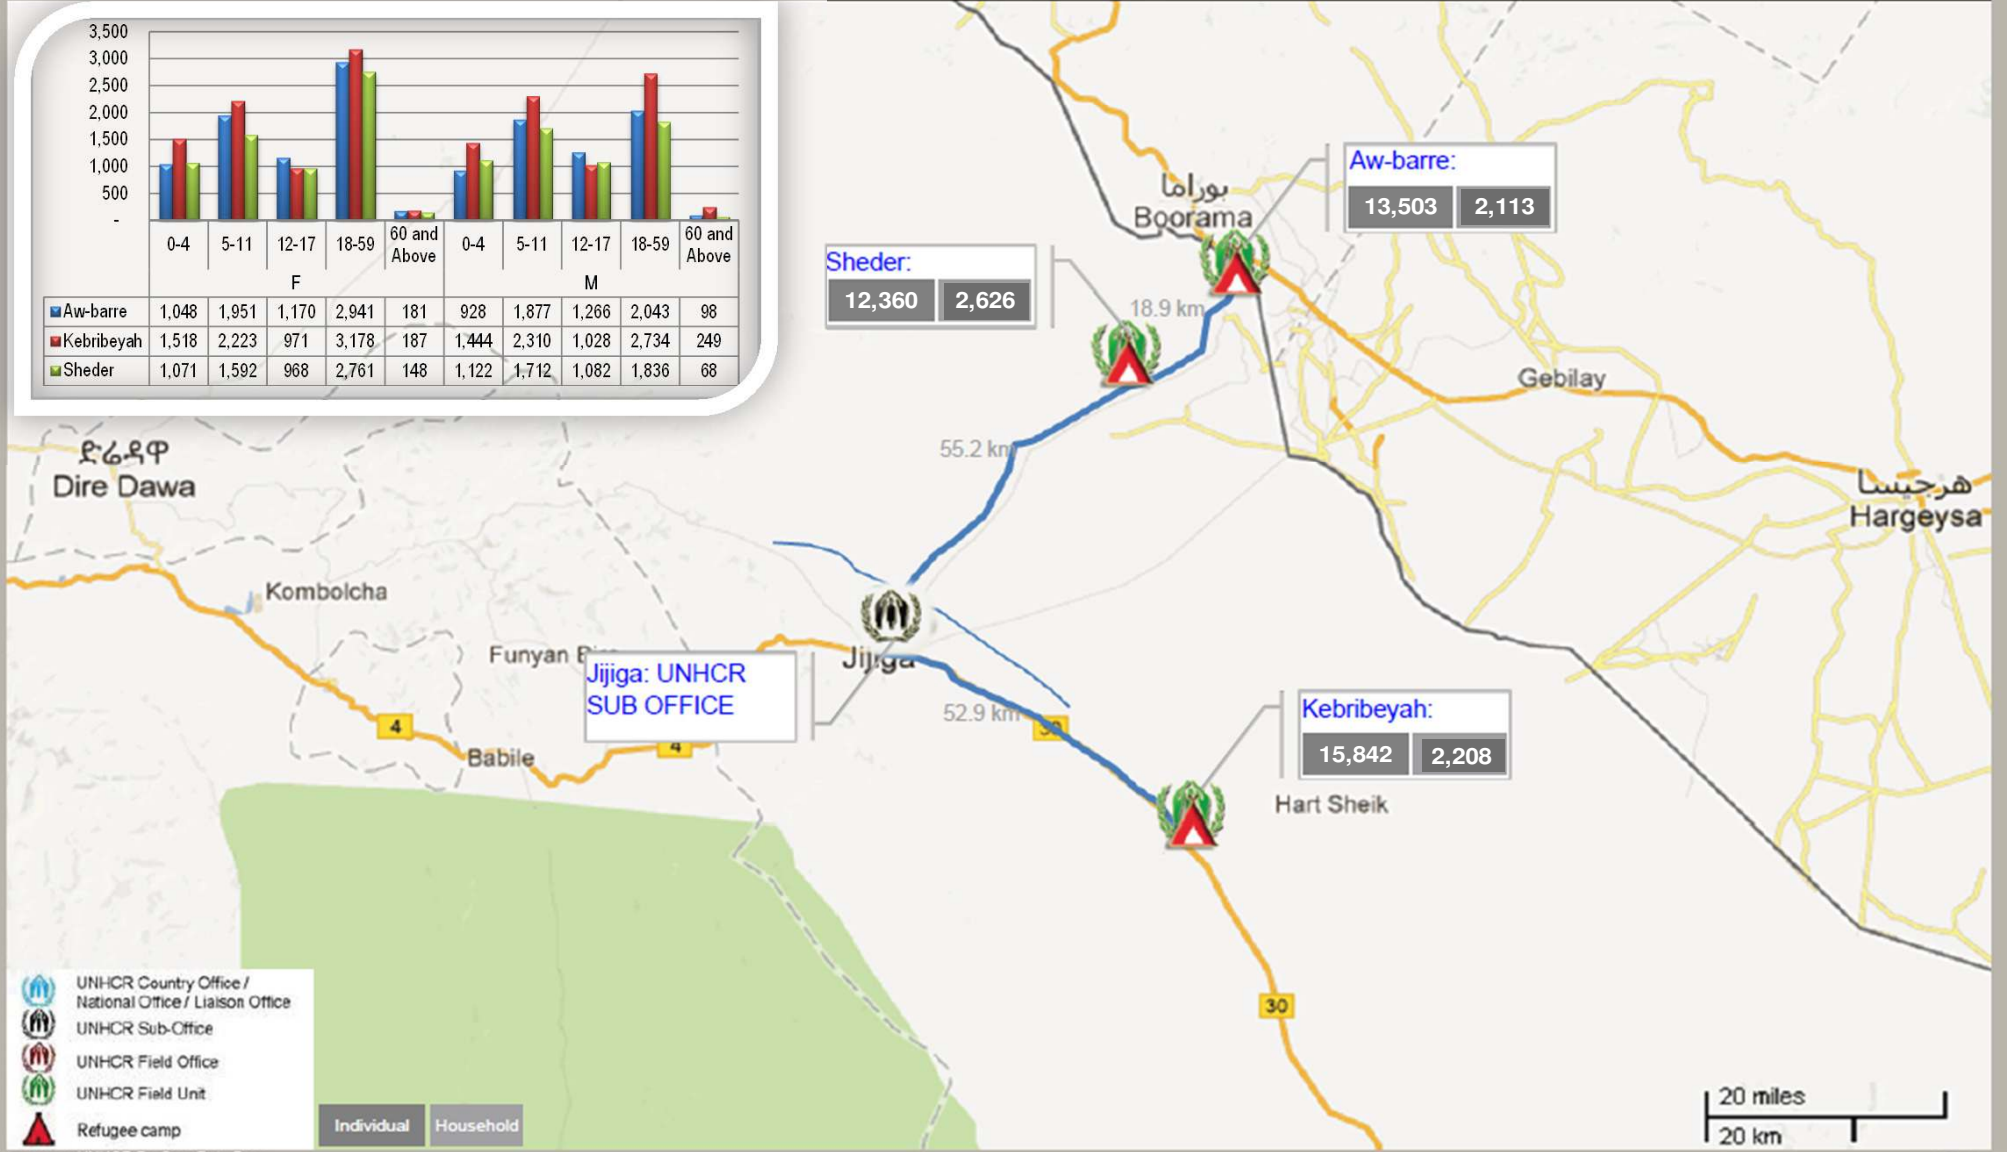 3,500
3,000
2,500
2,000
1,500
1,000
500
-
0-4 5-11 12-17 18-59 60 and Above 0-4 5-11 12-17 18-59 60 and Above
F M
Aw-barre 1,048 1,951 1,170 2,941 181 928 1,877 1,266 2,043 98
Kebribeyah 1,518 2,223 971 3,178 187 1,444 2,310 1,028 2,734 249
Sheder 1,071 1,592 968 2,761 148 1,122 1,712 1,082 1,836 68
Aw-barre:
13,503 2,113
بوراما
Boorama
Sheder:
12,360 2,626
18.9 km
Gebilay
55.2 km
ድሬዳዋ
Dire Dawa
هرجيسا
Hargeysa
Kombolcha
Funyan
Jijiga
Jijiga: UNHCR
SUB OFFICE
52.9 km
30
4
4
Babile
Kebribeyah:
15,842 2,208
Hart Sheik
30
UNHCR Country Office /
National Office / Liaison Office
UNHCR Sub-Office
UNHCR Field Office
UNHCR Field Unit
Refugee camp
Individual Household
20 miles
20 km